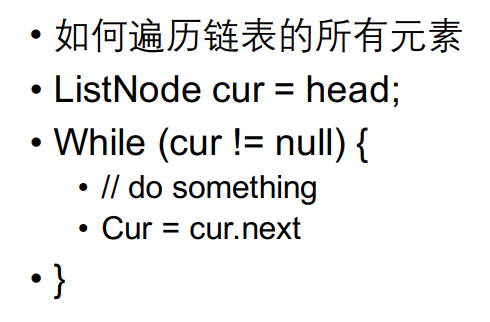 • 如何遍历链表的所有元素
• ListNode cur = head;
• While (cur != null) {
• // do something
• Cur = cur.next
• }